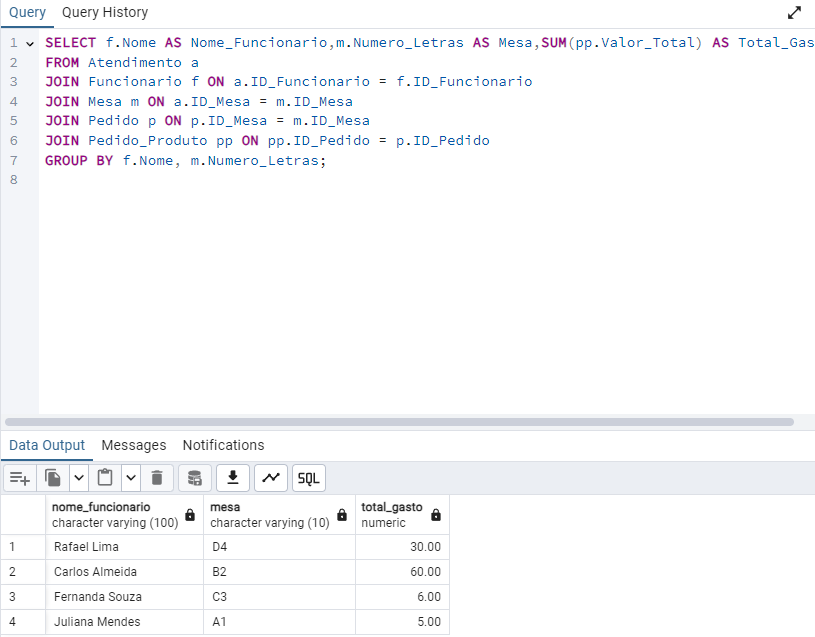 Query Query History
1 SELECT f.Nome AS Nome_Funcionario,m.Numero_Letras AS Mesa,SUM(pp.Valor_Total) AS Total_Gas
2 FROM Atendimento a
3 JOIN Funcionario f ON a.ID_Funcionario = f.ID_Funcionario
4 JOIN Mesa m ON a.ID_Mesa = m.ID_Mesa
5 JOIN Pedido p ON p.ID_Mesa = m.ID_Mesa
6 JOIN Pedido_Produto pp ON pp.ID_Pedido = p.ID_Pedido
7 GROUP BY f.Nome, m.Numero_Letras;
8
Data Output Messages Notifications
SQL
nome_funcionario mesa total_gasto
character varying (100) character varying (10) numeric
1 Rafael Lima D4 30.00
2 Carlos Almeida B2 60.00
3 Fernanda Souza C3 6.00
4 Juliana Mendes A1 5.00